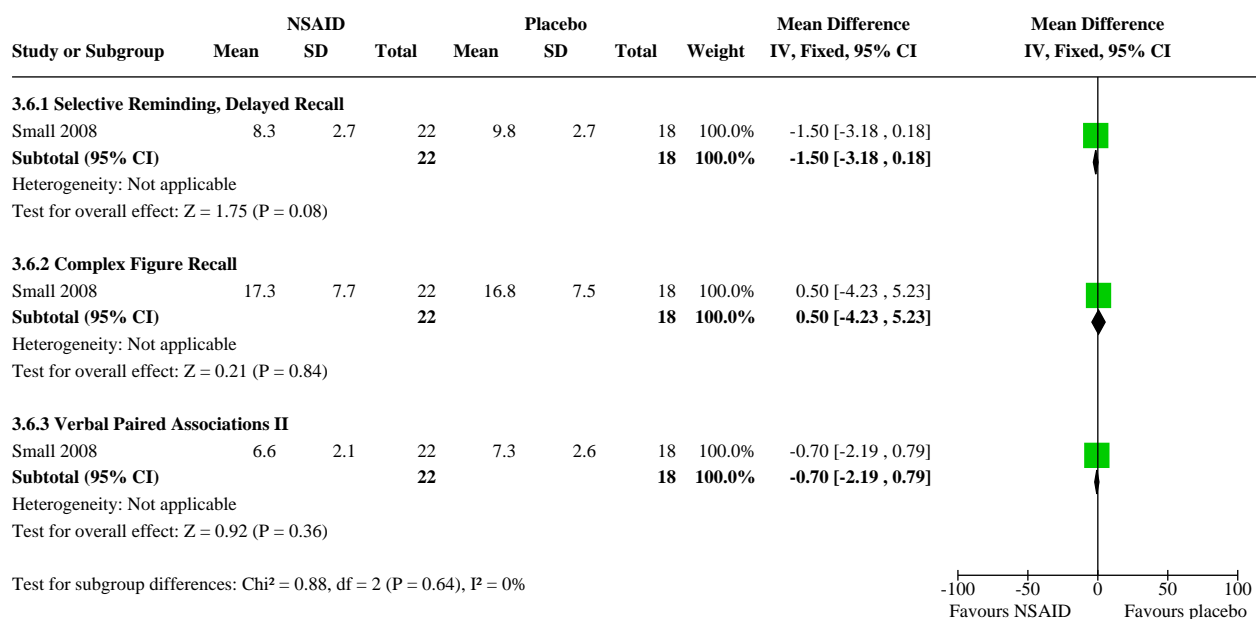 NSAID Placebo Mean Difference Mean Difference
Study or Subgroup Mean SD Total Mean SD Total Weight IV, Fixed, 95% CI IV, Fixed, 95% CI
3.6.1 Selective Reminding, Delayed Recall
Small 2008 8.3 2.7 22 9.8 2.7 18 100.0% -1.50 [-3.18 , 0.18]
Subtotal (95% CI) 22 18 100.0% -1.50 [-3.18 , 0.18]
Heterogeneity: Not applicable
Test for overall effect: Z = 1.75 (P = 0.08)
3.6.2 Complex Figure Recall
Small 2008 17.3 7.7 22 16.8 7.5 18 100.0% 0.50 [-4.23 , 5.23]
Subtotal (95% CI) 22 18 100.0% 0.50 [-4.23 , 5.23]
Heterogeneity: Not applicable
Test for overall effect: Z = 0.21 (P = 0.84)
3.6.3 Verbal Paired Associations II
Small 2008 6.6 2.1 22 7.3 2.6 18 100.0% -0.70 [-2.19 , 0.79]
Subtotal (95% CI) 22 18 100.0% -0.70 [-2.19 , 0.79]
Heterogeneity: Not applicable
Test for overall effect: Z = 0.92 (P = 0.36)
Test for subgroup differences: Chi² = 0.88, df = 2 (P = 0.64), I² = 0%
-100 -50 0 50 100
Favours NSAID Favours placebo